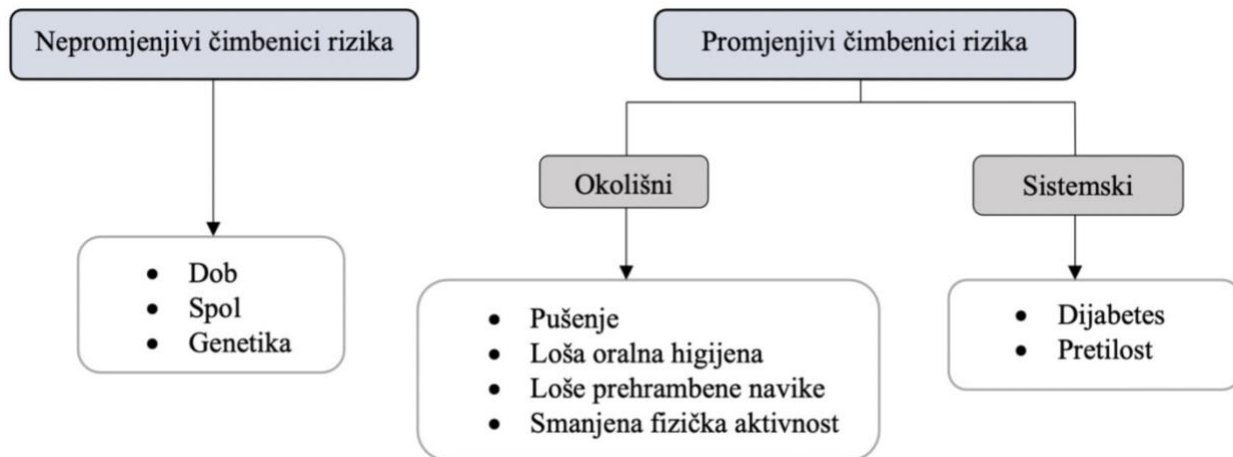 Nepromjenjivi čimbenici rizika
Dob
Spol
Genetika
Promjenjivi čimbenici rizika
Okolišni
Pušenje
Loša oralna higijena
Loše prehrambene navike
Smanjena fizička aktivnost
Sistemski
Dijabetes
Pretilost